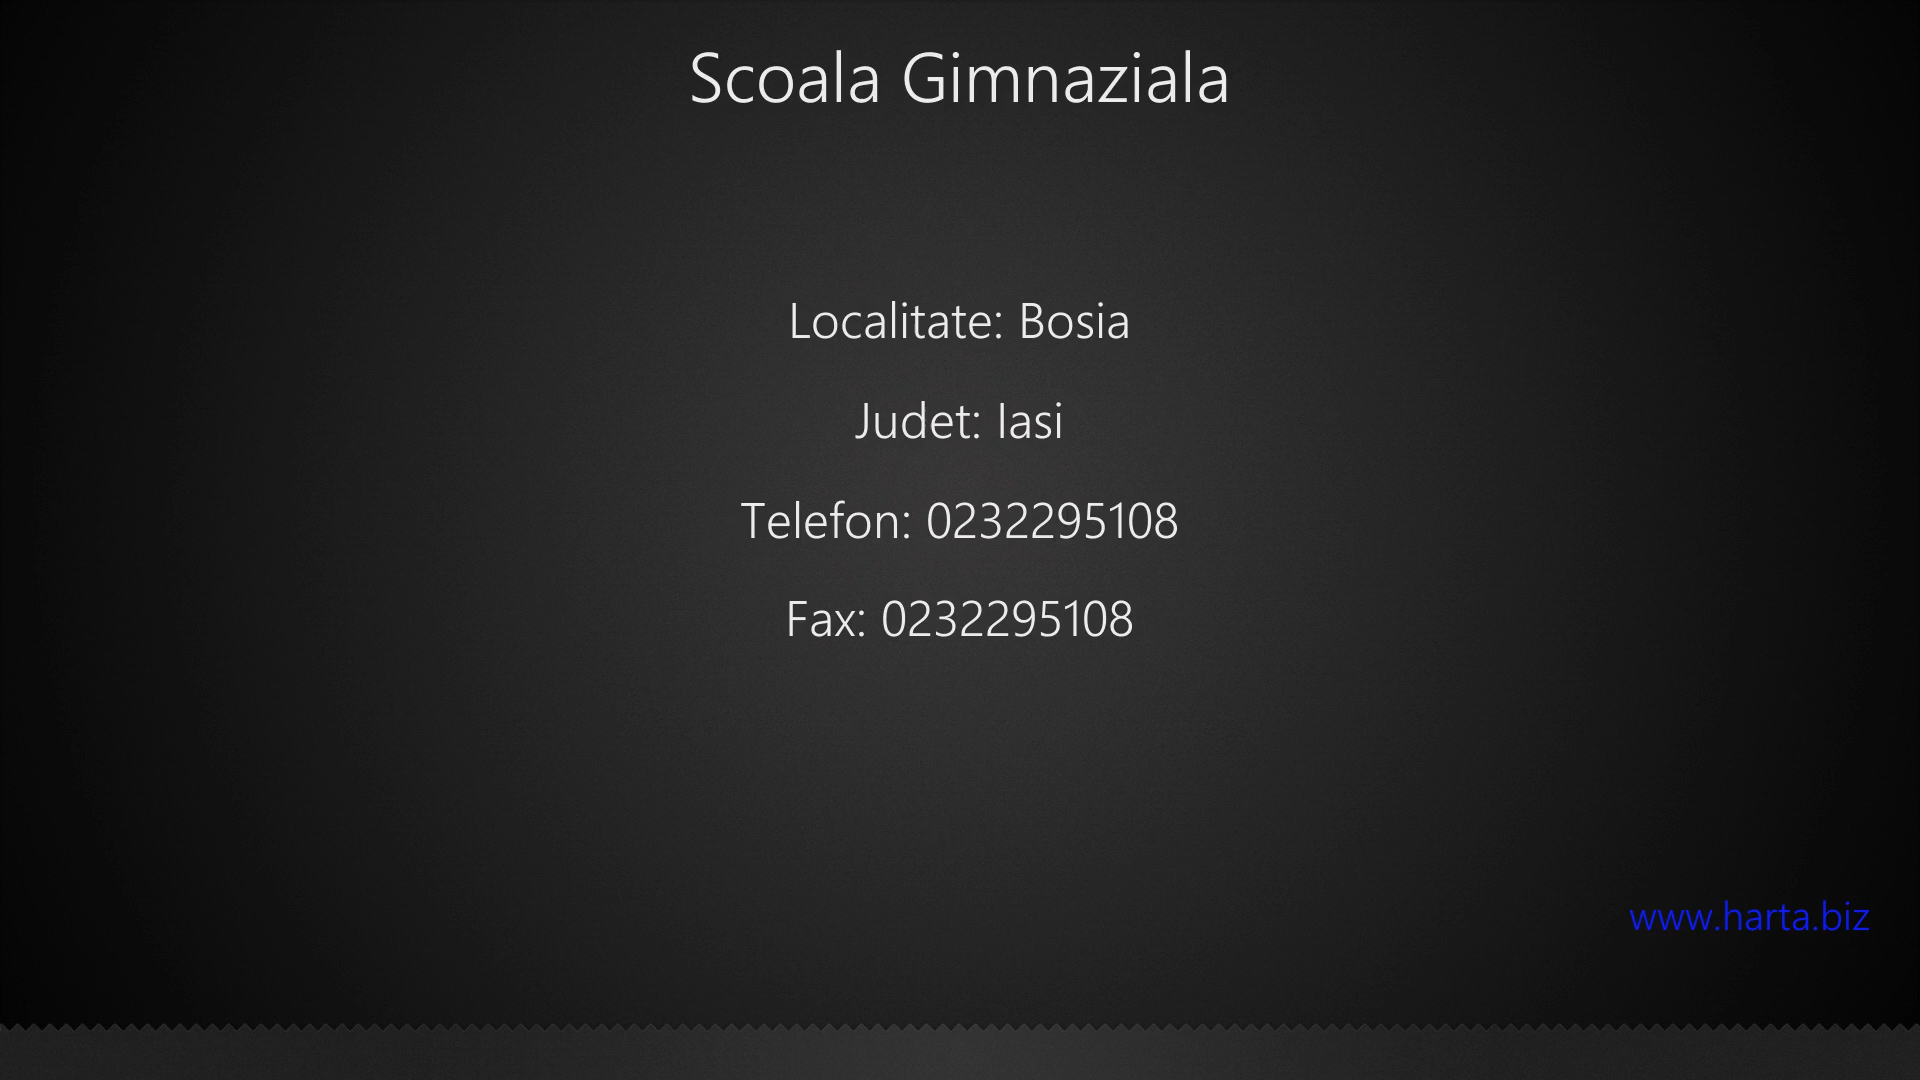 Scoala Gimnaziala
Localitate: Bosia
Judet: Iasi
Telefon: 0232295108
Fax: 0232295108
www.harta.biz